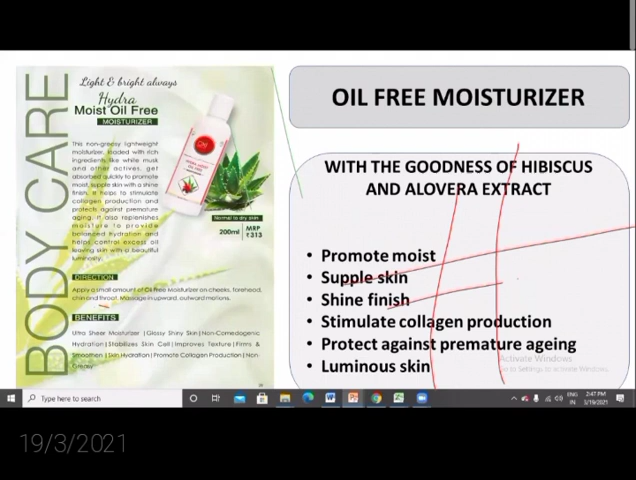 BODY CARE
Light & bright always
Hydra
Moist Oil Free
MOISTURIZER
This non-greasy lightweight
moisturizer, loaded with rich
ingredients like white musk
and other actives, get
absorbed quickly to promote
moist, supple skin with a shine
finish. It helps to stimulate
collagen production and
protects against premature
aging. It also replenishes
moisture to provide
balanced hydration and
helps control excess oil
leaving skin with a beautiful
luminosity.
Normal to dry skin
200ml MRP
₹313
DIRECTION
Apply a small amount of Oil Free Moisturizer on cheeks, forehead,
chin and throat. Massage in upward, outward motions.
BENEFITS
Ultra Sheer Moisturizer | Glossy Shiny Skin | Non-Comedogenic
Hydration | Stabilizes Skin Cell | Improves Texture | Firms &
Smoothen | Skin Hydration | Promote Collagen Production | Non-
Greasy
OIL FREE MOISTURIZER
WITH THE GOODNESS OF HIBISCUS
AND ALOVERA EXTRACT
• Promote moist
• Supple skin
• Shine finish
• Stimulate collagen production
• Protect against premature ageing
• Luminous skin
Activate Windows
Go to Settings to activate Windows.
Type here to search
ENG
IN
2:47 PM
3/19/2021
19/3/2021